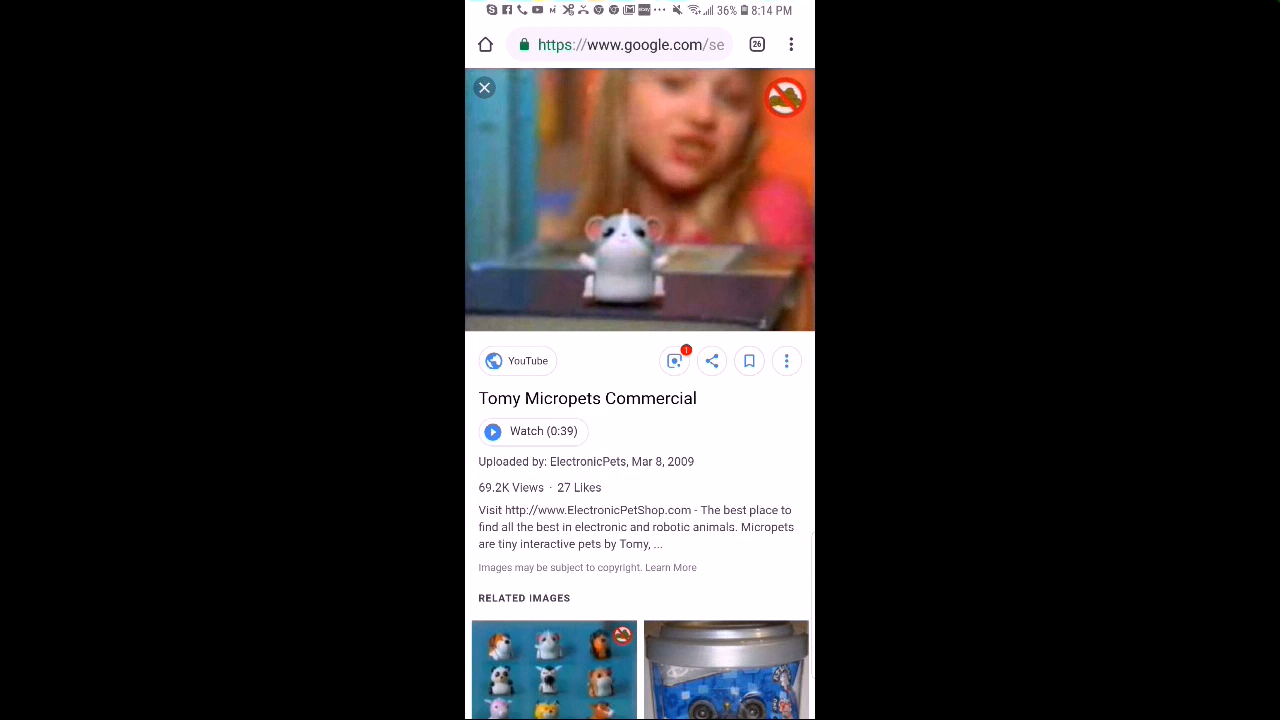 36% 8:14 PM
https://www.google.com/se
26
YouTube
Tomy Micropets Commercial
Watch (0:39)
Uploaded by: ElectronicPets, Mar 8, 2009
69.2K Views · 27 Likes
Visit http://www.ElectronicPetShop.com - The best place to
find all the best in electronic and robotic animals. Micropets
are tiny interactive pets by Tomy, ...
Images may be subject to copyright. Learn More
RELATED IMAGES